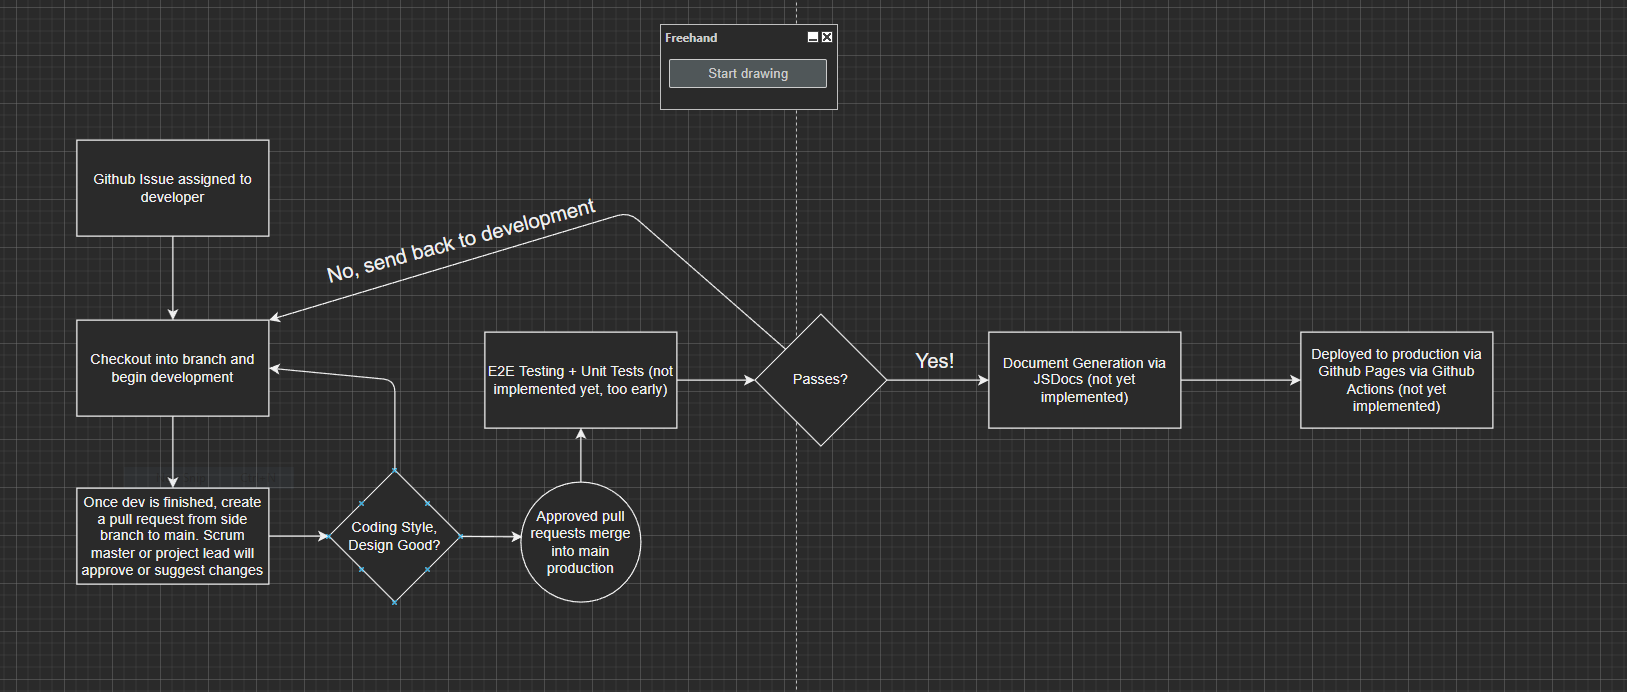 Freehand
Start drawing
Github Issue assigned to
developer
No, send back to development
Checkout into branch and
begin development
E2E Testing + Unit Tests (not
implemented yet, too early)
Passes?
Yes!
Document Generation via
JSDocs (not yet
implemented)
Deployed to production via
Github Pages via Github
Actions (not yet
implemented)
Once dev is finished, create
a pull request from side
branch to main. Scrum
master or project lead will
approve or suggest changes
Coding Style,
Design Good?
Approved pull
requests merge
into main
production